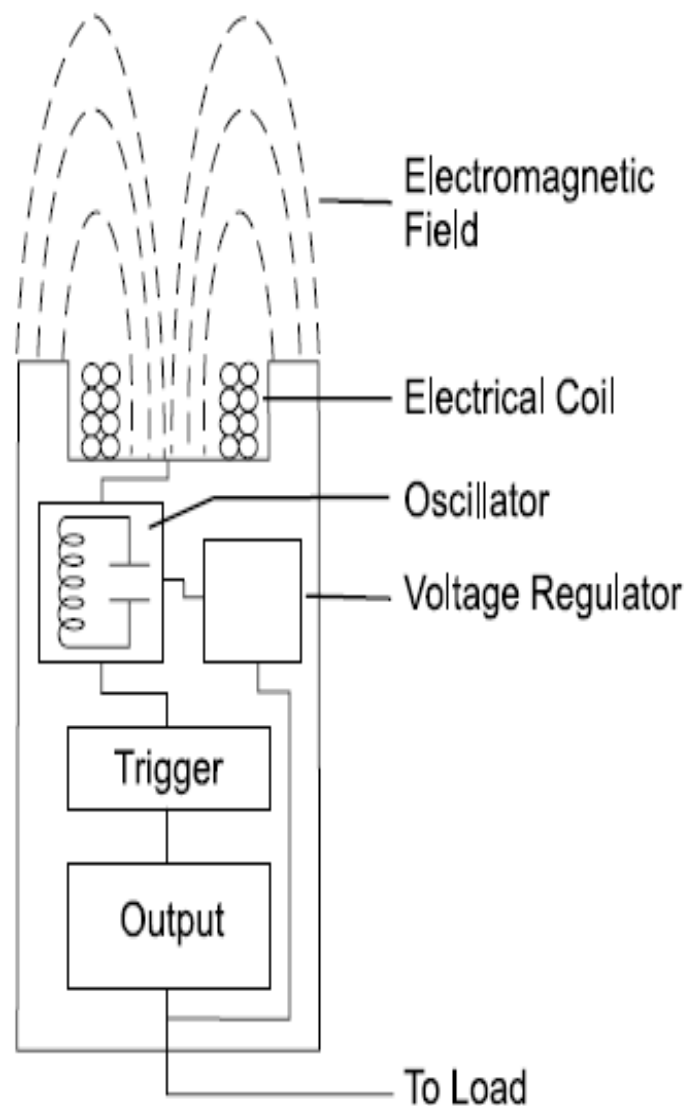 Electromagnetic
Field
Electrical Coil
Oscillator
Voltage Regulator
Trigger
Output
To Load